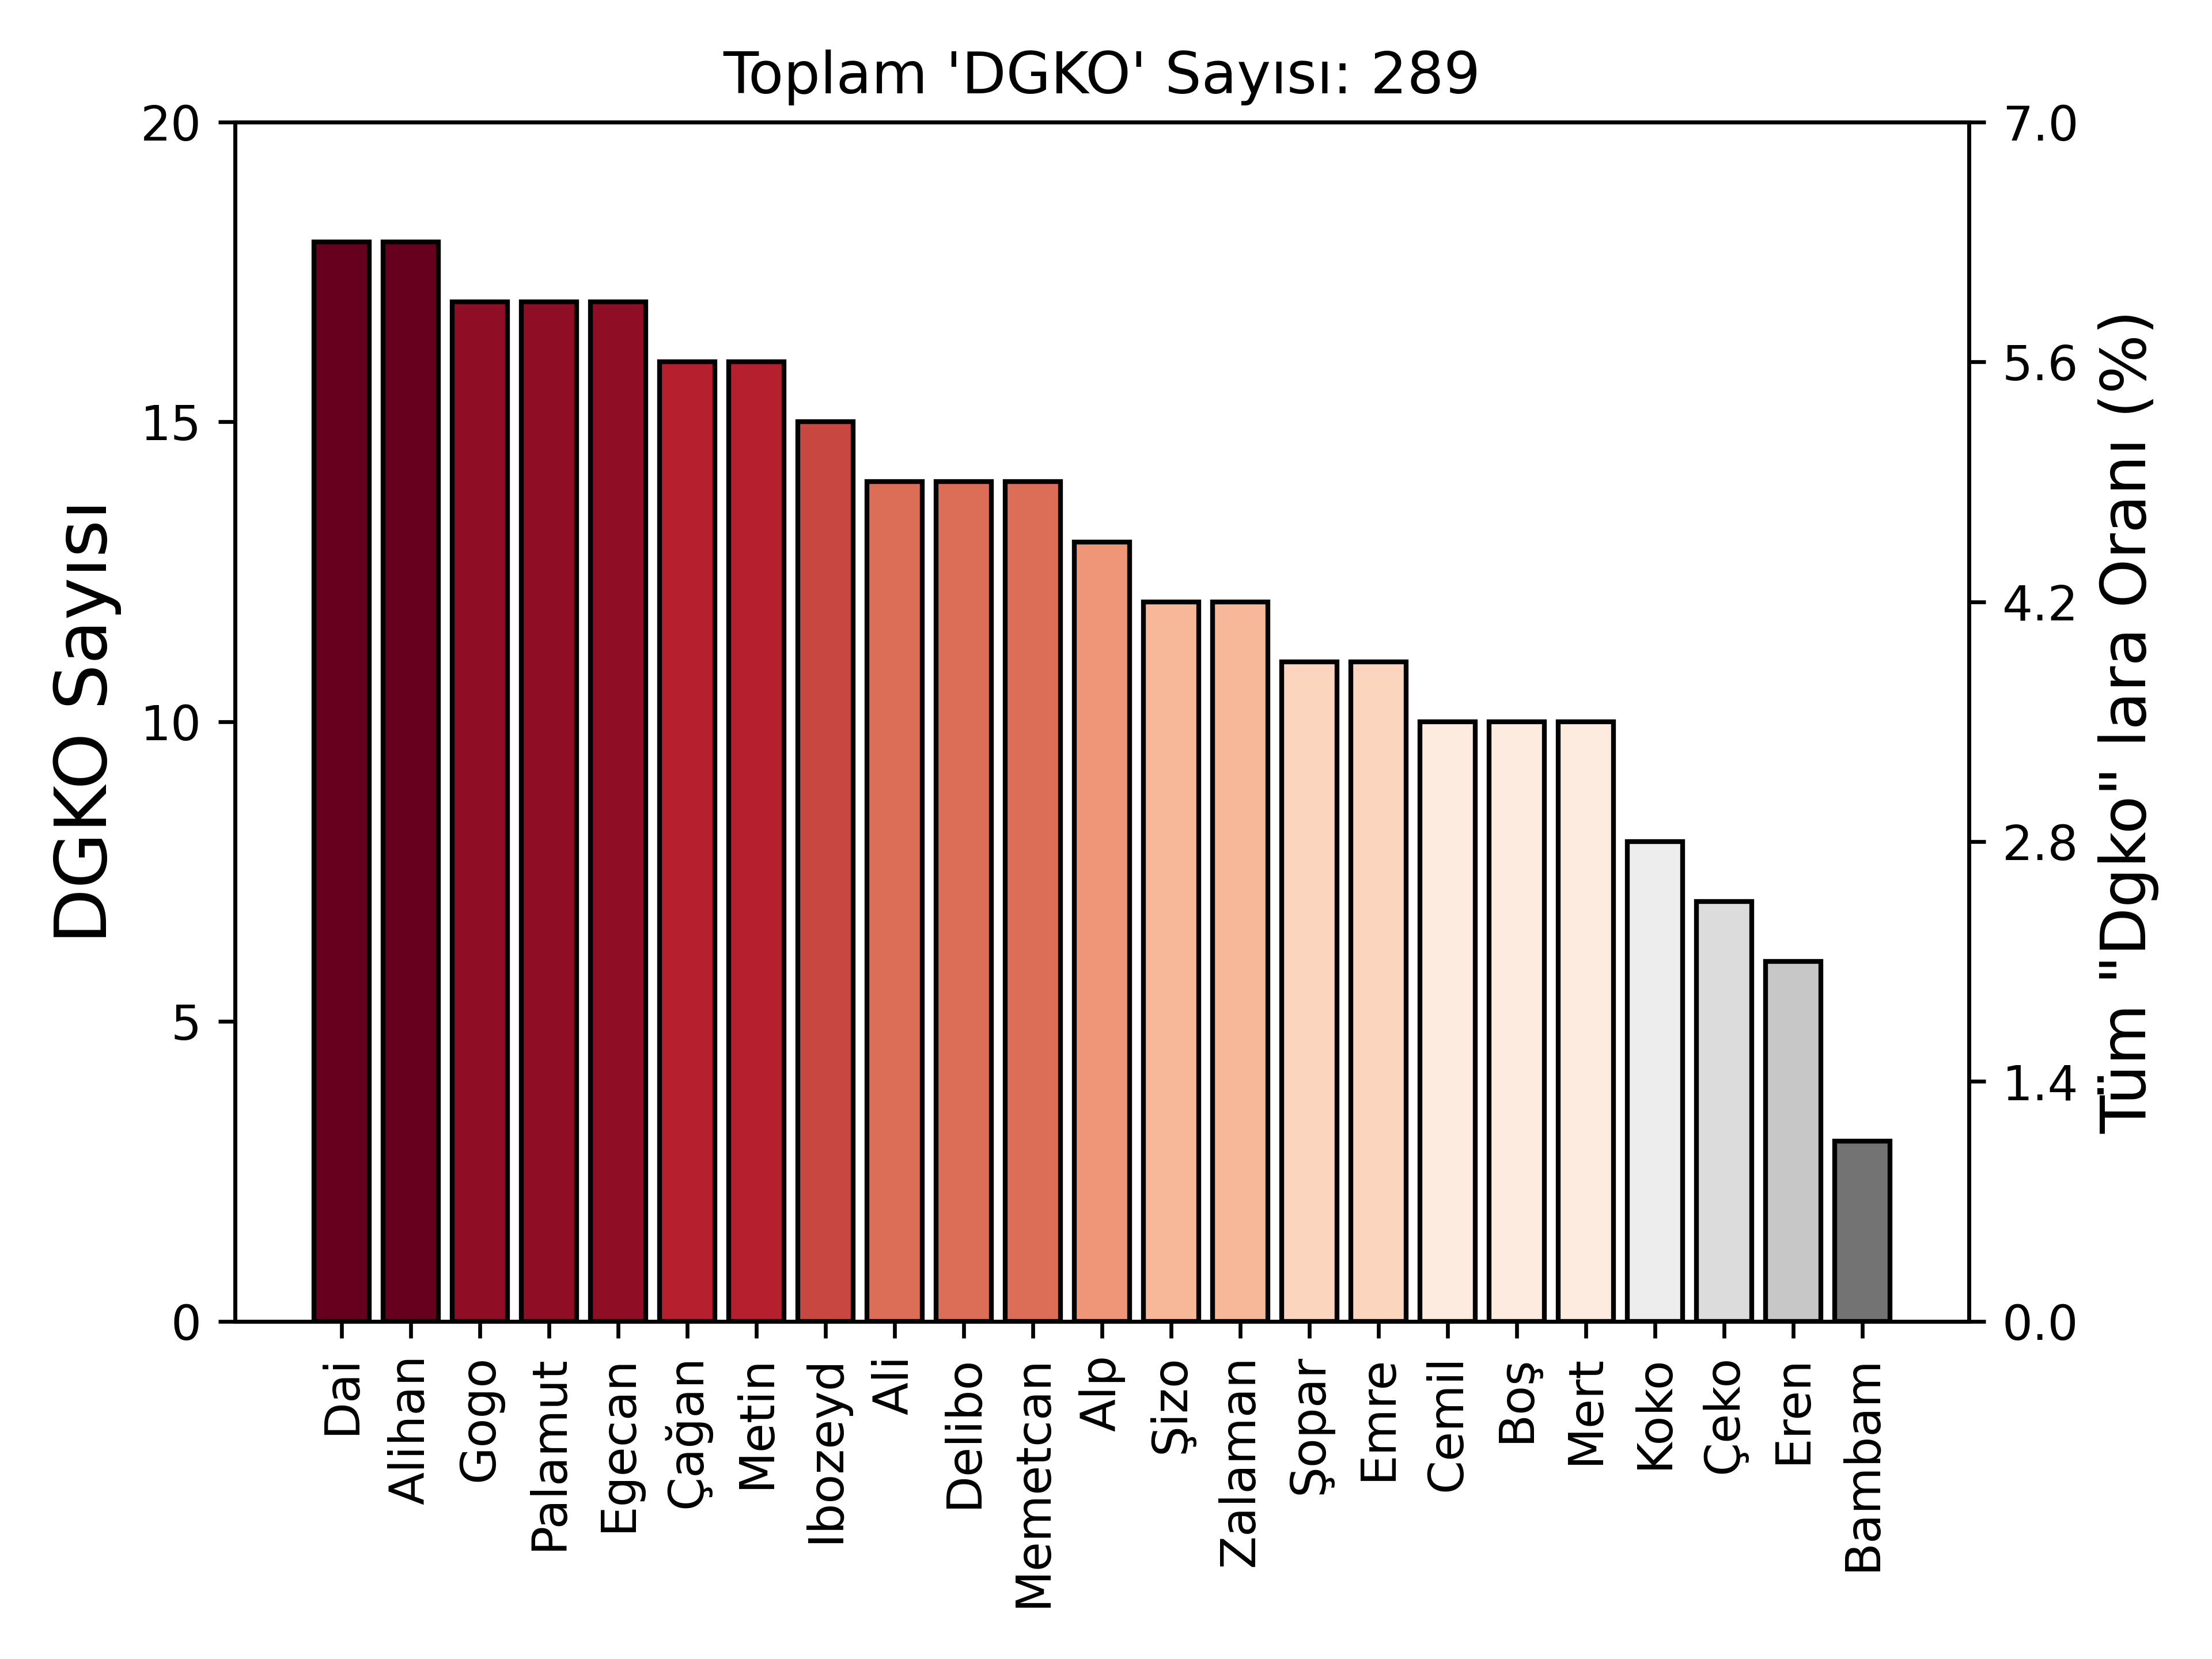 Toplam 'DGKO' Sayısı: 289
DGKO Sayısı
20
15
10
5
0
7.0
5.6
4.2
2.8
1.4
0.0
Tüm "Dgko" lara Oranı (%)
Dai
Alihan
Gogo
Palamut
Egecan
Çağan
Metin
Ibozeyd
Ali
Delibo
Memetcan
Alp
Şizo
Zalaman
Şopar
Emre
Cemil
Boş
Mert
Koko
Çeko
Eren
Bambam